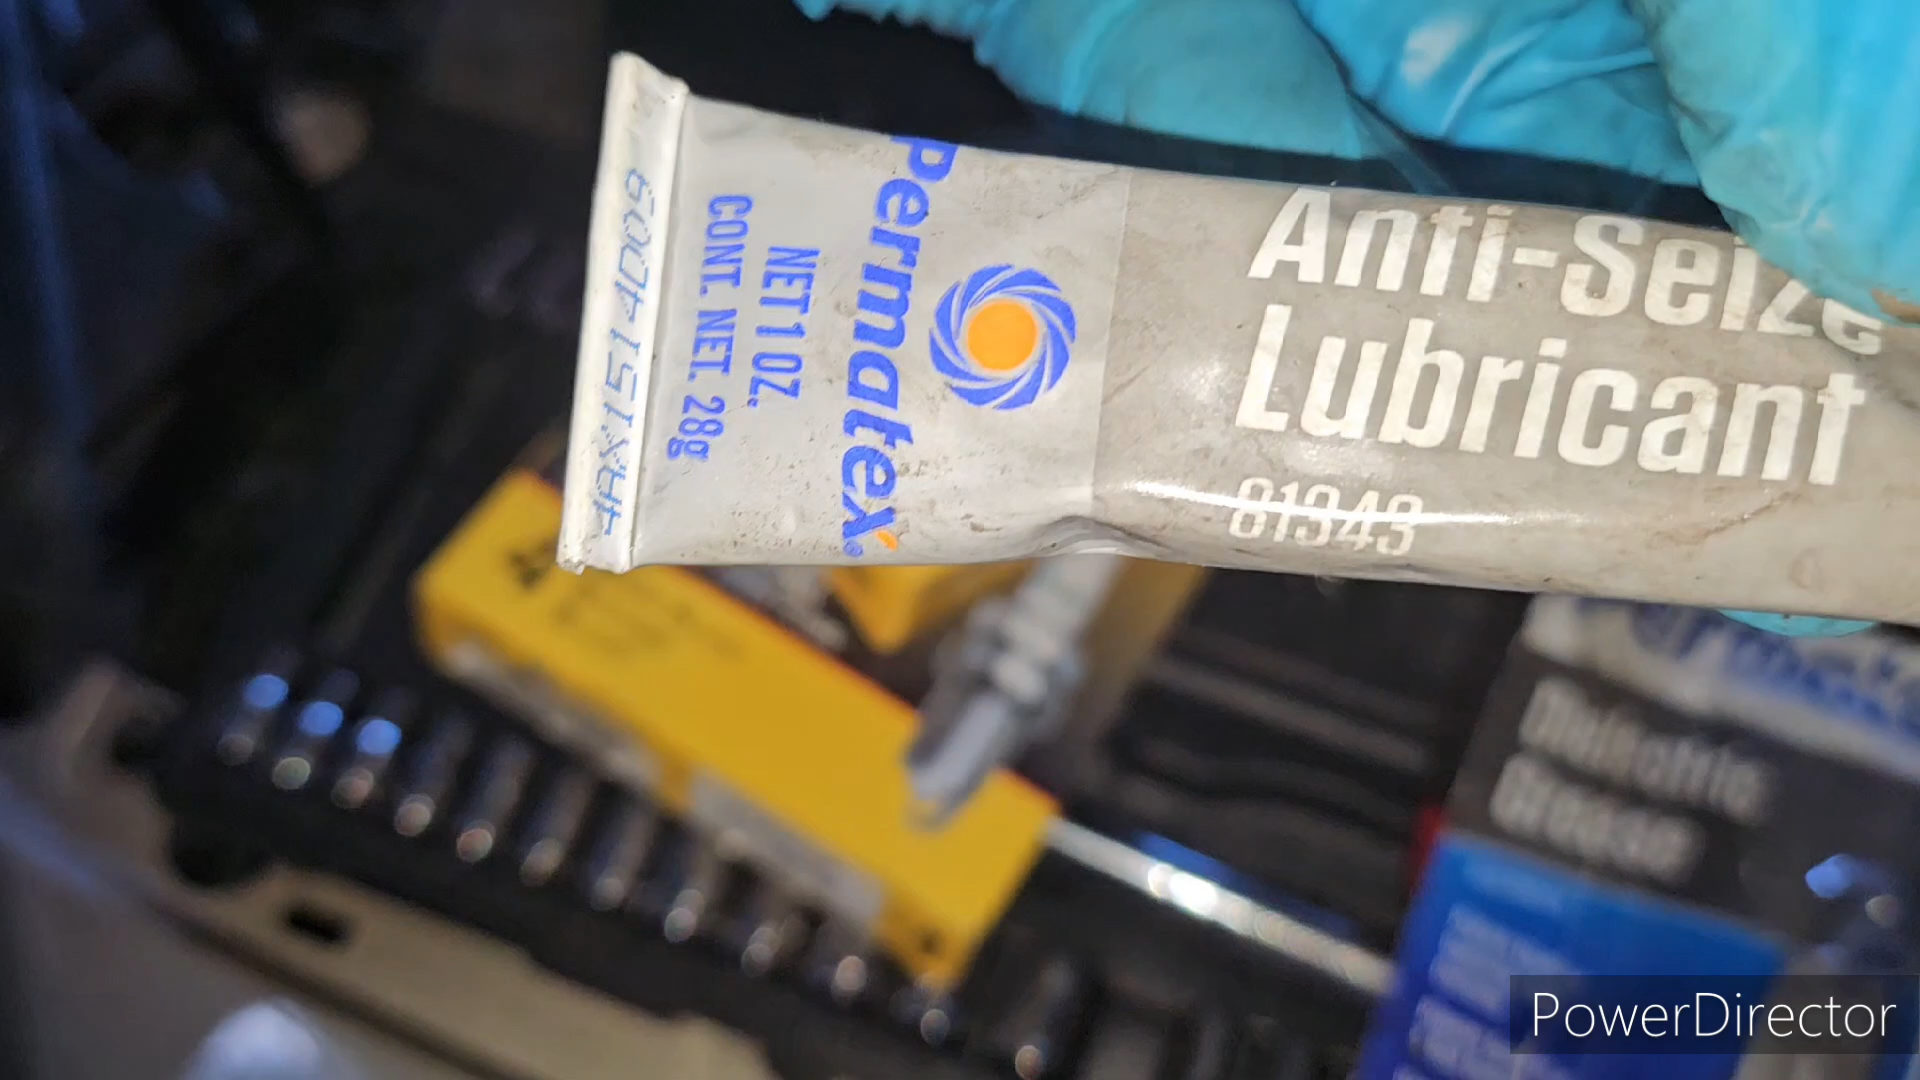 Permatex®
NET 1 OZ.
CONT. NET. 28g
Anti-Seize
Lubricant
81343
Dielectric
Grease
PowerDirector